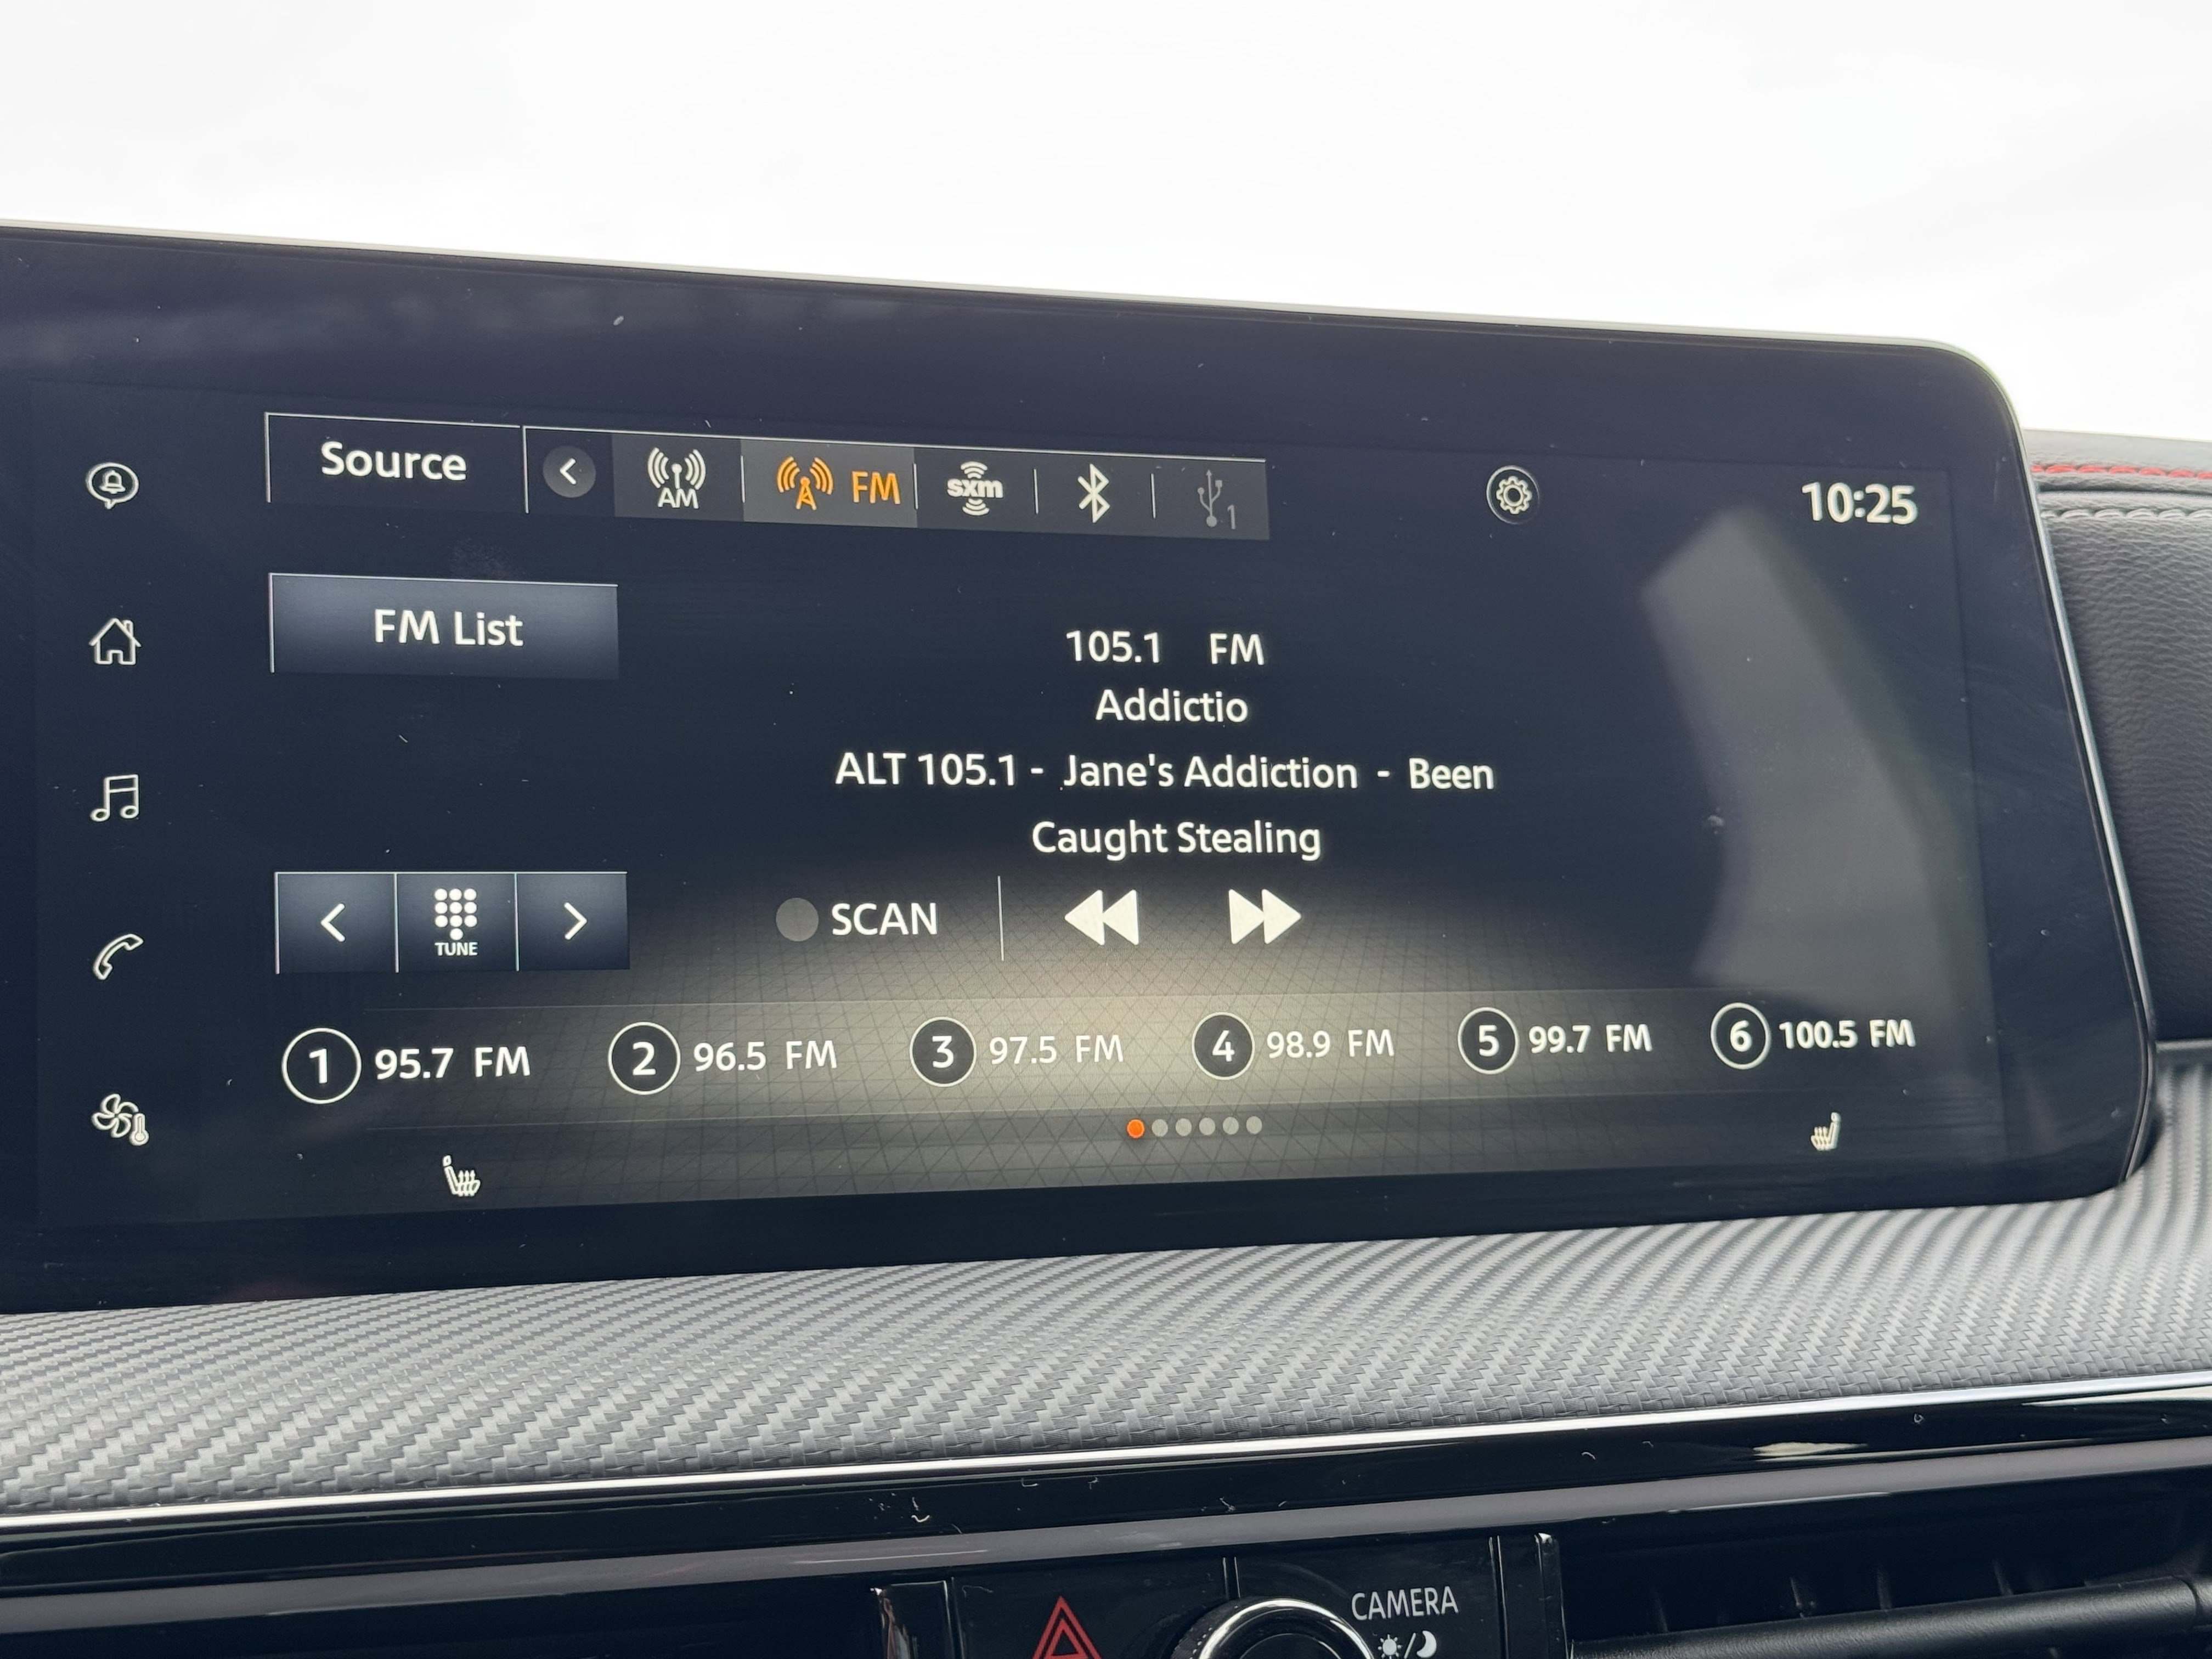 Source
AM
FM
sxm
1
10:25
FM List
105.1 FM
Addictio
ALT 105.1 - Jane's Addiction - Been
Caught Stealing
TUNE
SCAN
1 95.7 FM
2 96.5 FM
3 97.5 FM
4 98.9 FM
5 99.7 FM
6 100.5 FM
CAMERA